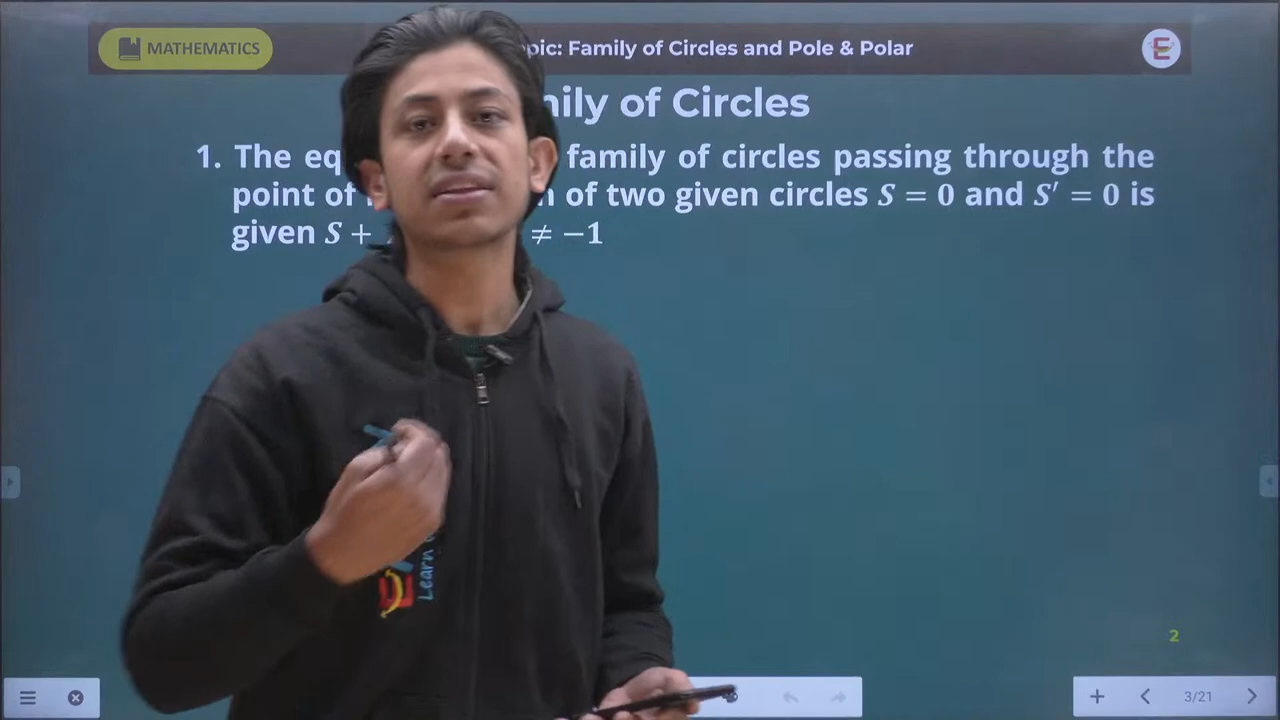 MATHEMATICS
pic: Family of Circles and Pole & Polar
E
ily of Circles
1. The eq family of circles passing through the
point of of two given circles S = 0 and S′ = 0 is
given S + ≠ −1
Learn
2
3/21